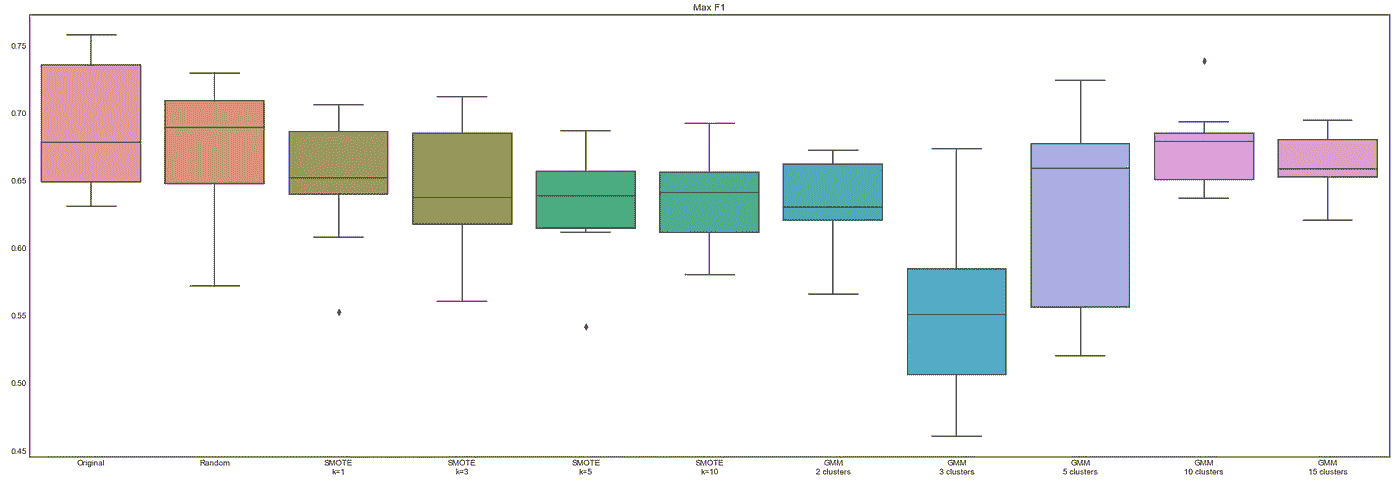 Max F1
0.75
0.70
0.65
0.60
0.55
0.50
0.45
Original Random SMOTE SMOTE SMOTE SMOTE GMM GMM GMM GMM GMM
k=1 k=3 k=5 k=10 2 clusters 3 clusters 5 clusters 10 clusters 15 clusters